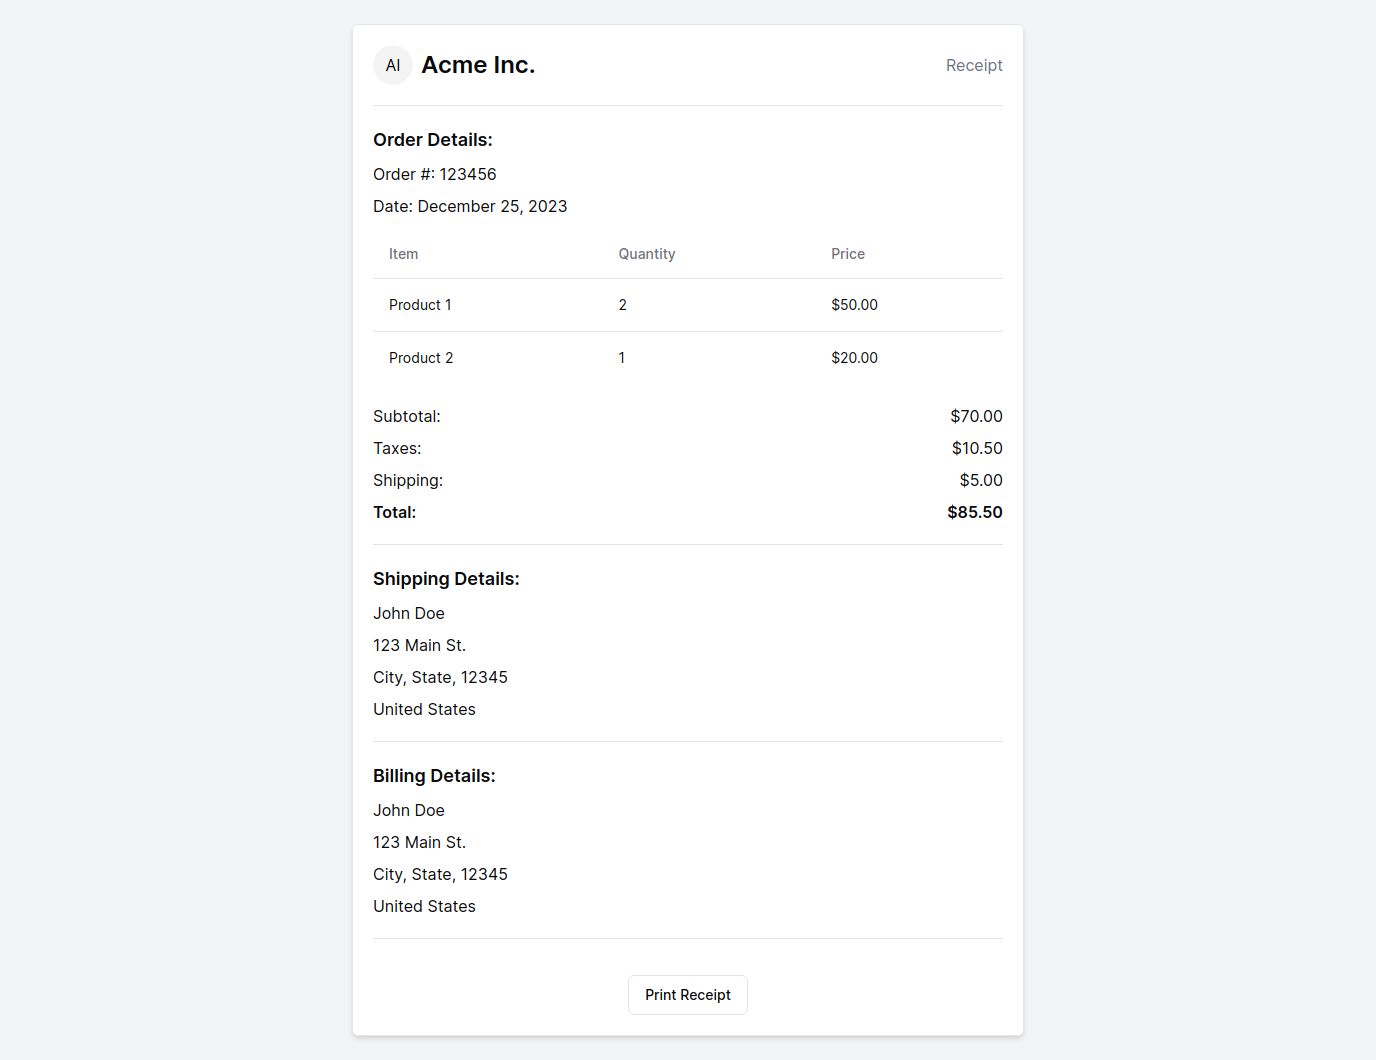 AI Acme Inc. Receipt
Order Details:
Order #: 123456
Date: December 25, 2023
Item Quantity Price
Product 1 2 $50.00
Product 2 1 $20.00
Subtotal: $70.00
Taxes: $10.50
Shipping: $5.00
Total: $85.50
Shipping Details:
John Doe
123 Main St.
City, State, 12345
United States
Billing Details:
John Doe
123 Main St.
City, State, 12345
United States
Print Receipt